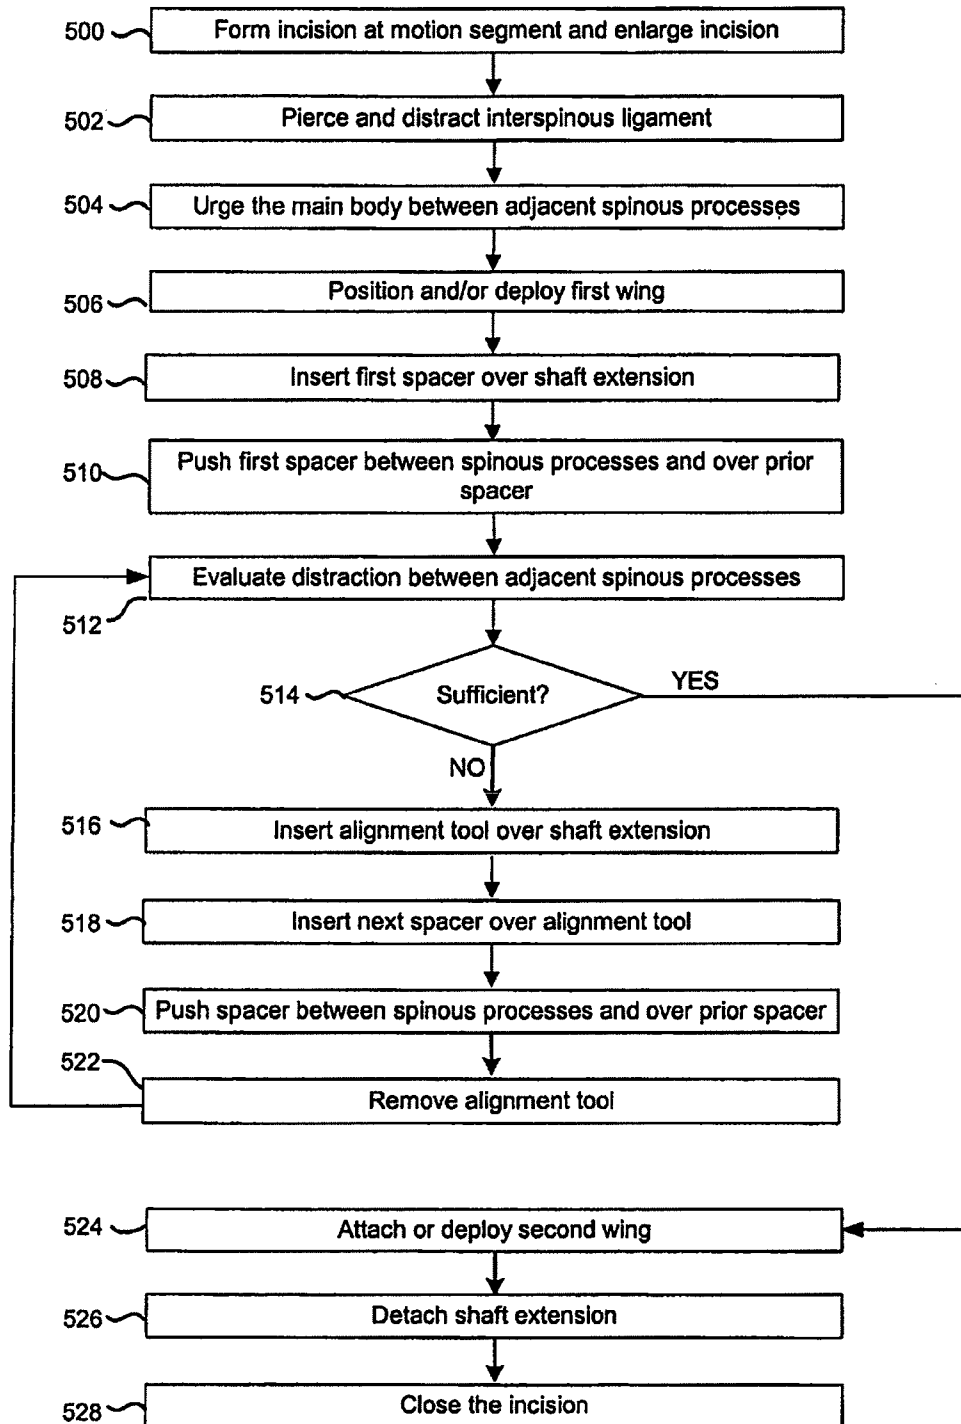 500
Form incision at motion segment and enlarge incision
502
Pierce and distract interspinous ligament
504
Urge the main body between adjacent spinous processes
506
Position and/or deploy first wing
508
Insert first spacer over shaft extension
510
Push first spacer between spinous processes and over prior
spacer
512
Evaluate distraction between adjacent spinous processes
514
Sufficient?
YES
NO
516
Insert alignment tool over shaft extension
518
Insert next spacer over alignment tool
520
Push spacer between spinous processes and over prior spacer
522
Remove alignment tool
524
Attach or deploy second wing
526
Detach shaft extension
528
Close the incision